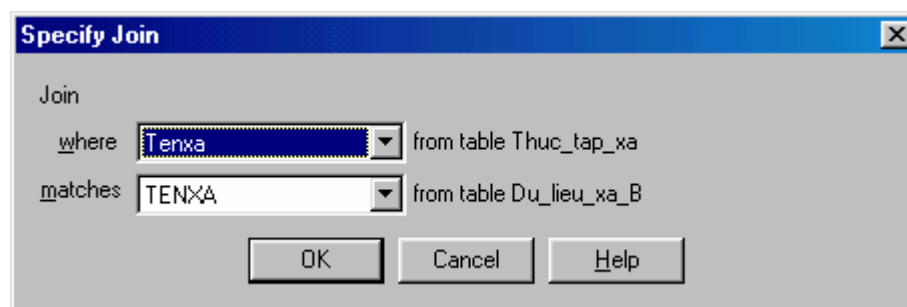 Specify Join
Join
where Tenxa from table Thuc_tap_xa
matches TENXA from table Du_lieu_xa_B
OK Cancel Help